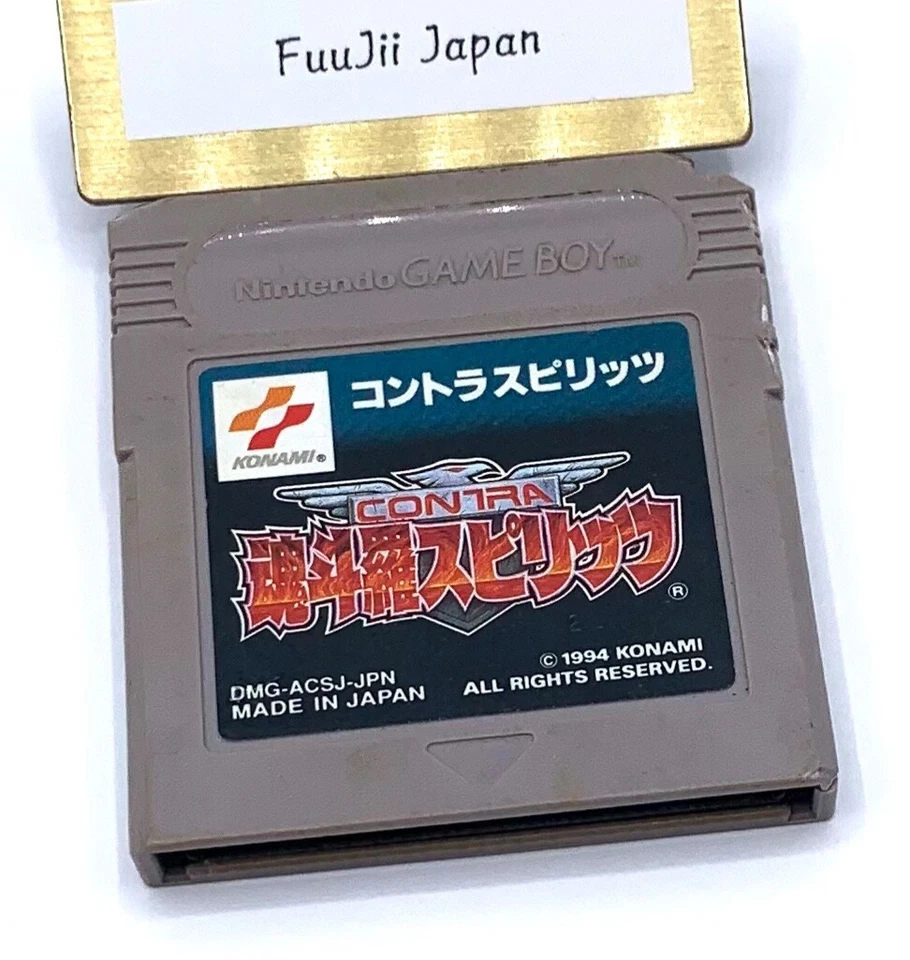 FuuJii Japan
Nintendo GAME BOY™
コントラスピリッツ
KONAMI®
CONTRA
魂斗羅スピリッツ
®
© 1994 KONAMI
ALL RIGHTS RESERVED.
DMG-ACSJ-JPN
MADE IN JAPAN